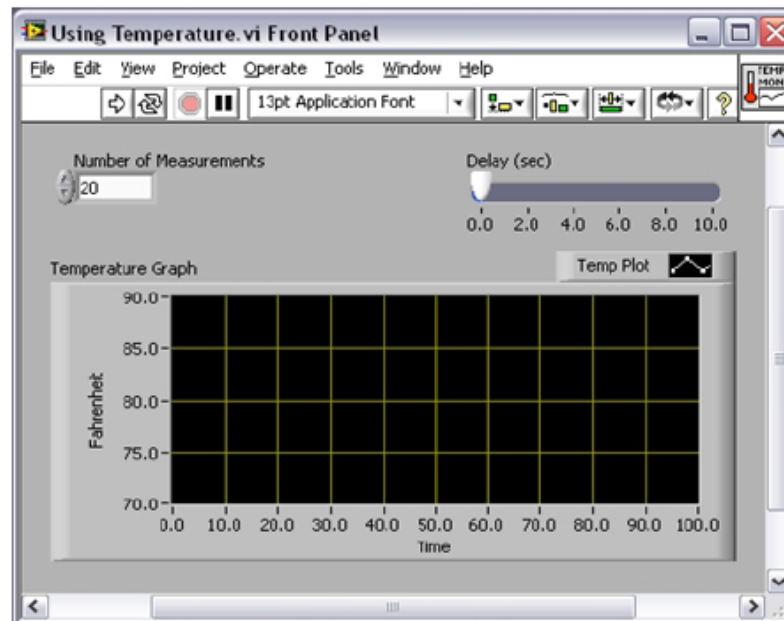 Using Temperature.vi Front Panel
File Edit View Project Operate Tools Window Help
TEMP
MON
13pt Application Font
?
Number of Measurements
20
Delay (sec)
0.0 2.0 4.0 6.0 8.0 10.0
Temperature Graph
Temp Plot
90.0
85.0
80.0
75.0
70.0
Fahrenheit
0.0 10.0 20.0 30.0 40.0 50.0 60.0 70.0 80.0 90.0 100.0
Time